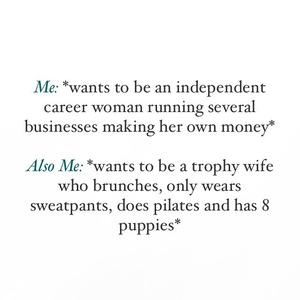 Me: *wants to be an independent
career woman running several
businesses making her own money*
Also Me: *wants to be a trophy wife
who brunches, only wears
sweatpants, does pilates and has 8
puppies*